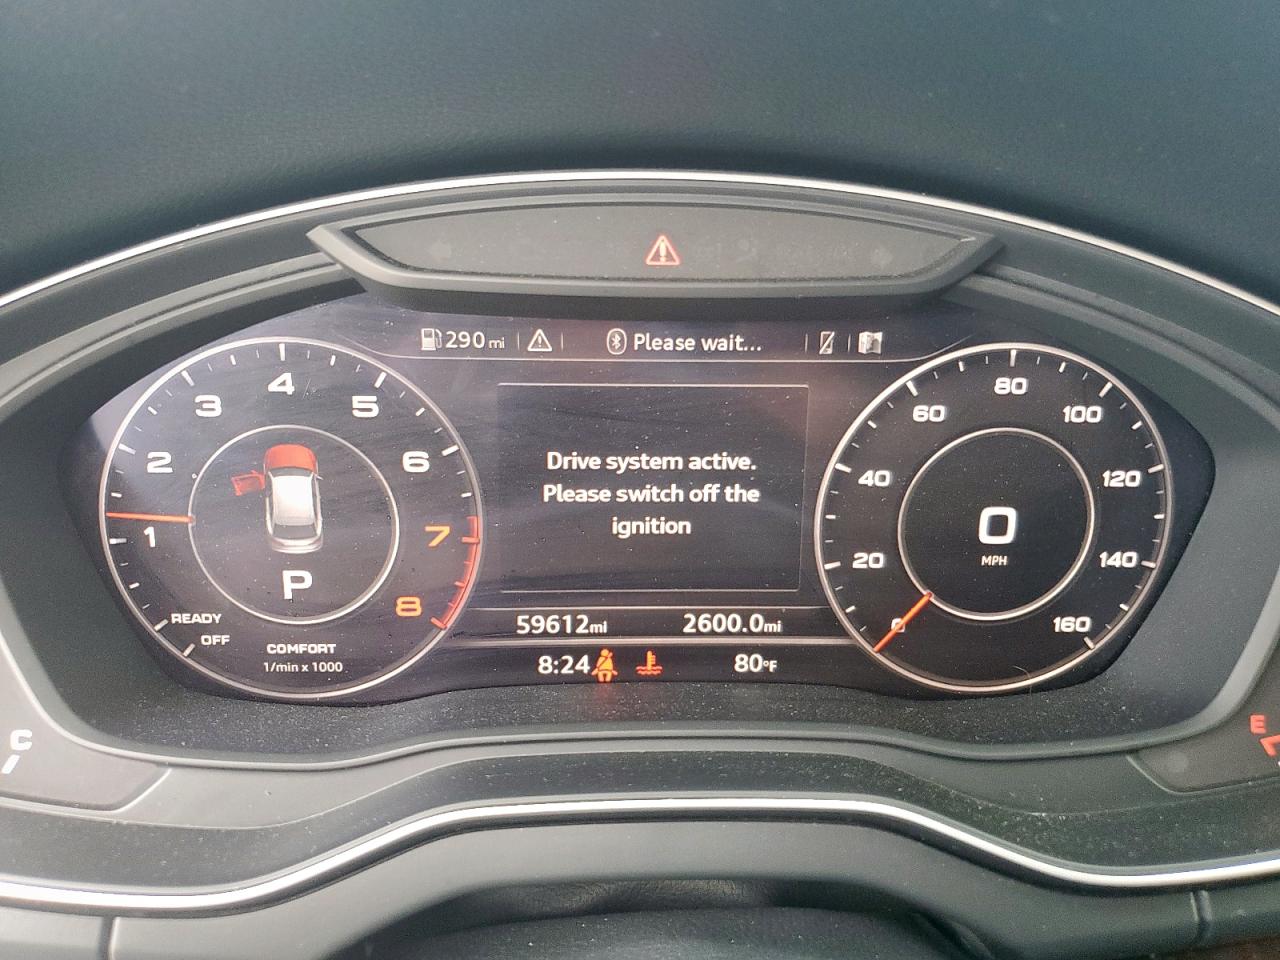 290 mi
Please wait...
1
2
3
4
5
6
7
8
READY
OFF
P
COMFORT
1/min x 1000
Drive system active.
Please switch off the
ignition
59612mi 2600.0mi
8:24 80°F
0
20
40
60
80
100
120
140
160
0
MPH
C
E